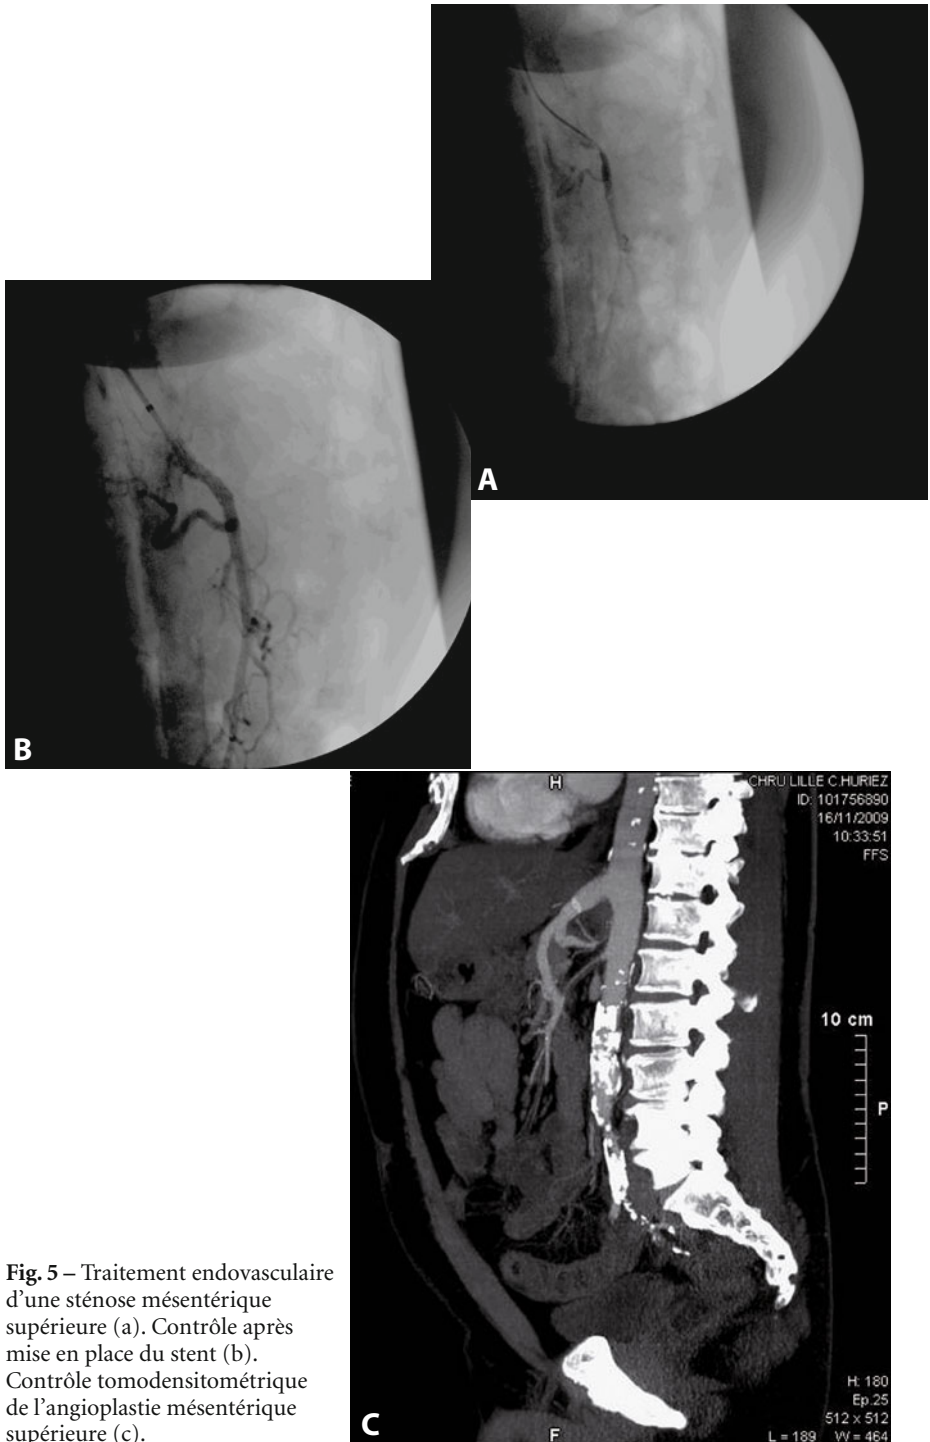 A
B
H
CHRU LILLE C.HURIEZ
ID: 101756890
16/11/2009
10:33:51
FFS
10 cm
P
Fig. 5 – Traitement endovasculaire
d’une sténose mésentérique
supérieure (a). Contrôle après
mise en place du stent (b).
Contrôle tomodensitométrique
de l’angioplastie mésentérique
supérieure (c).
C
F
H: 180
Ep.25
512 x 512
L = 189 W = 464